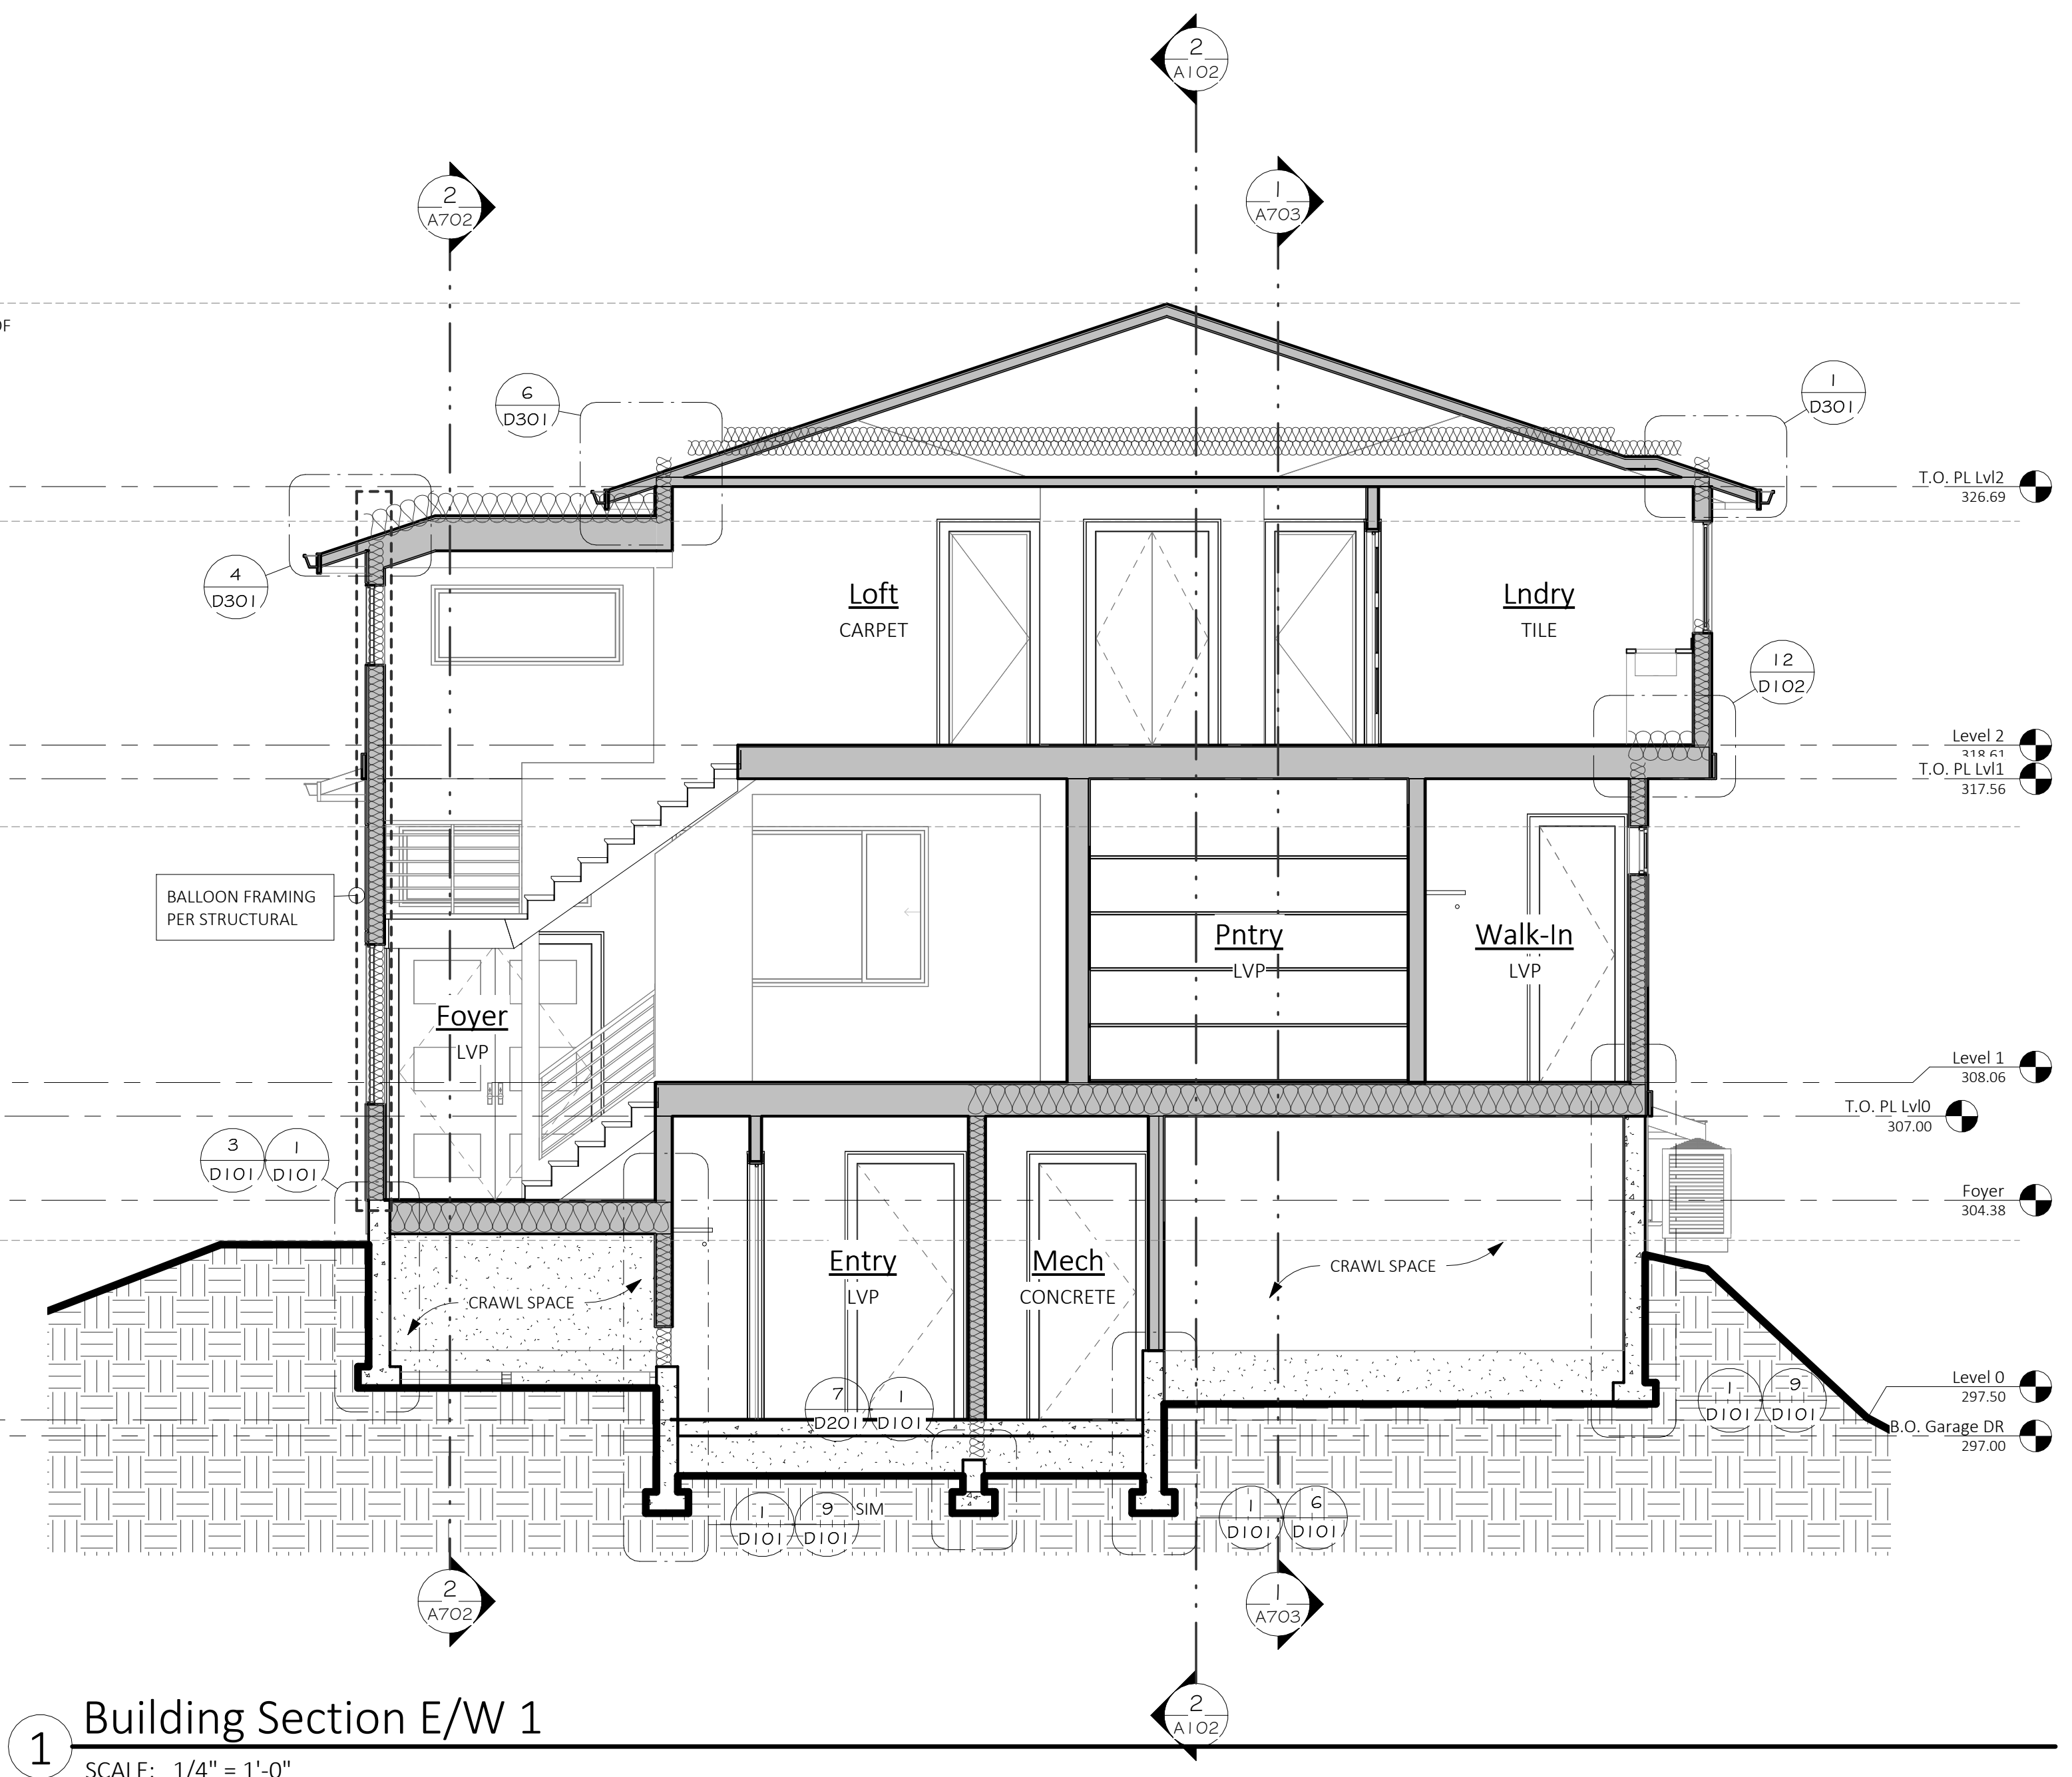 2
A102
2
A702
1
A703
OF
6
D301
1
D301
T.O. PL Lvl2
326.69
4
D301
Loft
CARPET
Lndry
TILE
12
D102
Level 2
318.61
T.O. PL Lvl1
317.56
BALLOON FRAMING
PER STRUCTURAL
Pntry
LVP
Walk-In
LVP
Foyer
LVP
Level 1
308.06
T.O. PL Lvl0
307.00
3
D101
1
D101
Foyer
304.38
Entry
LVP
Mech
CONCRETE
CRAWL SPACE
CRAWL SPACE
7
D201
1
D101
1
D101
9
D101
Level 0
297.50
B.O. Garage DR
297.00
1
D101
9
D101
SIM
1
D101
6
D101
2
A702
1
A703
2
A102
1
Building Section E/W 1
SCALE: 1/4" = 1'-0"